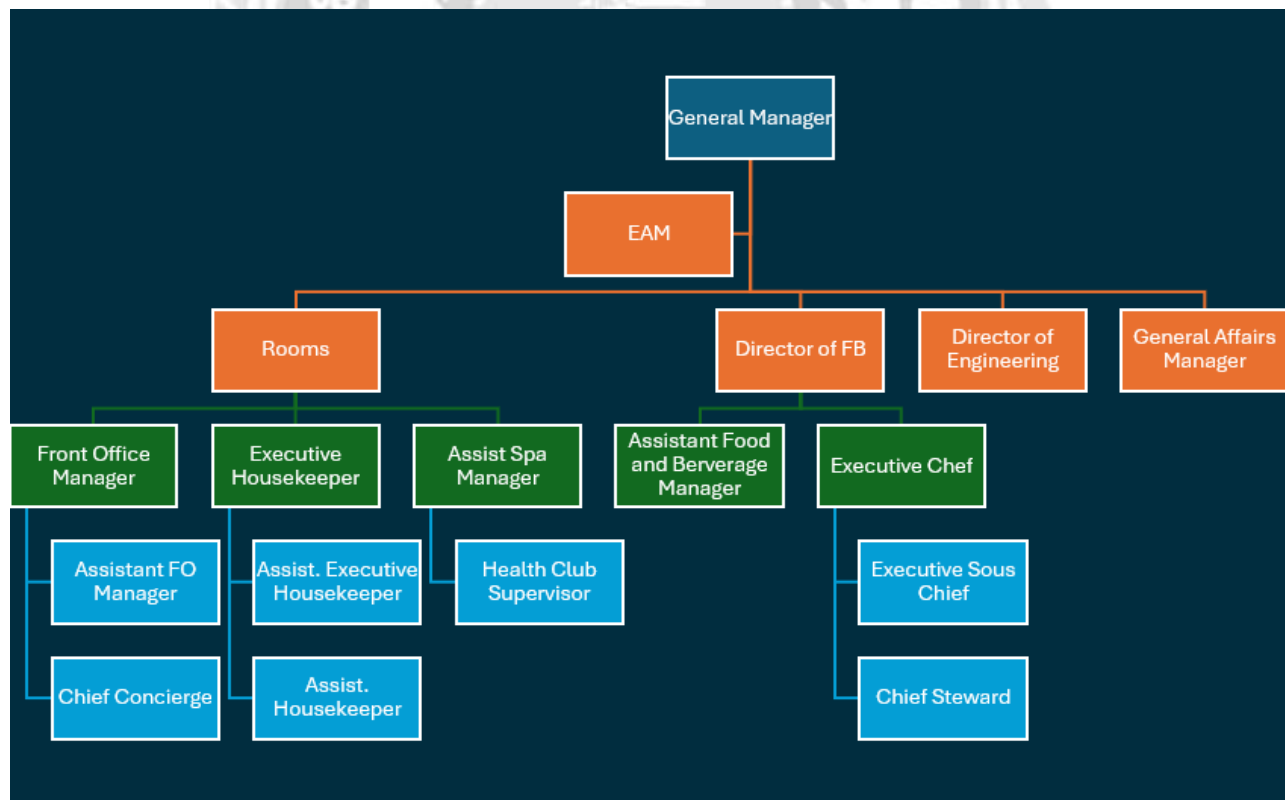 General Manager
EAM
Rooms
Director of FB
Director of
Engineering
General Affairs
Manager
Front Office
Manager
Executive
Housekeeper
Assist Spa
Manager
Assistant Food
and Berverage
Manager
Executive Chef
Assistant FO
Manager
Assist. Executive
Housekeeper
Health Club
Supervisor
Executive Sous
Chief
Chief Concierge
Assist.
Housekeeper
Chief Steward